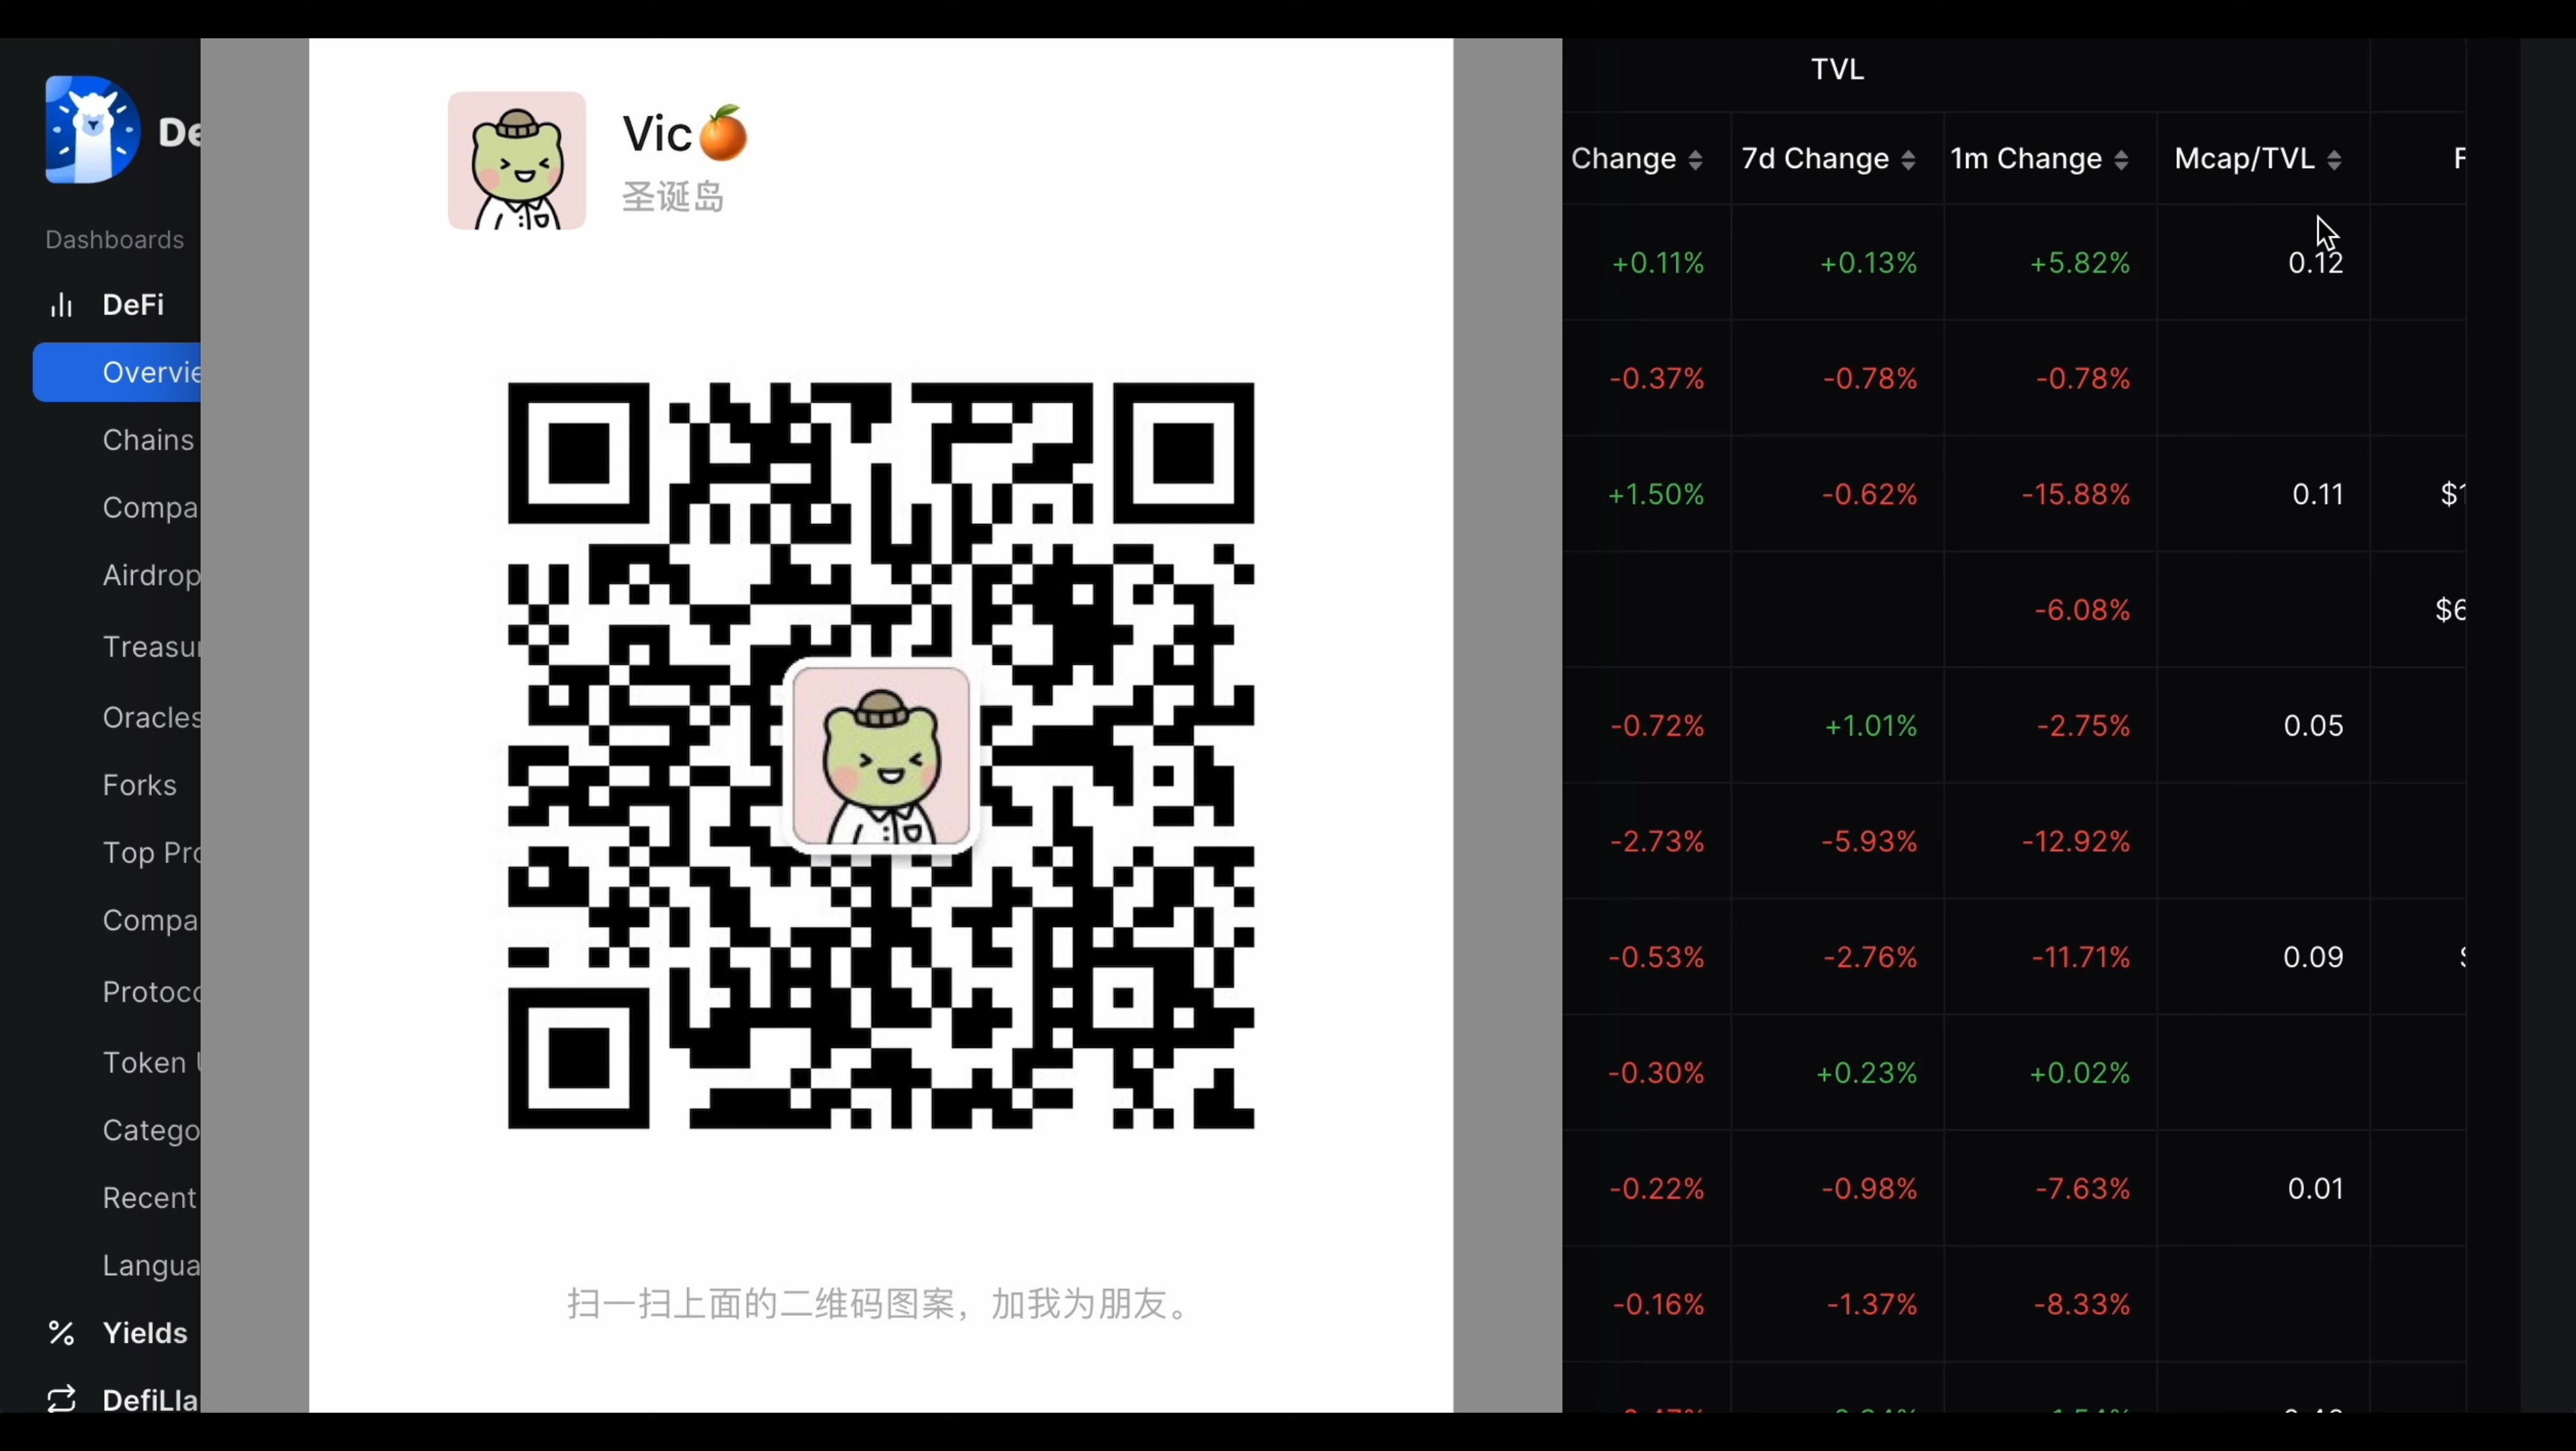 De
Dashboards
DeFi
Overvie
Chains
Compa
Airdrop
Treasur
Oracles
Forks
Top Pro
Compa
Protoco
Token U
Catego
Recent
Langua
Yields
DefiLla
Vic🍊
圣诞岛
扫一扫上面的二维码图案，加我为朋友。
TVL
Change 7d Change 1m Change Mcap/TVL F
+0.11% +0.13% +5.82% 0.12
-0.37% -0.78% -0.78%
+1.50% -0.62% -15.88% 0.11 $1
-6.08% $6
-0.72% +1.01% -2.75% 0.05
-2.73% -5.93% -12.92%
-0.53% -2.76% -11.71% 0.09 $
-0.30% +0.23% +0.02%
-0.22% -0.98% -7.63% 0.01
-0.16% -1.37% -8.33%